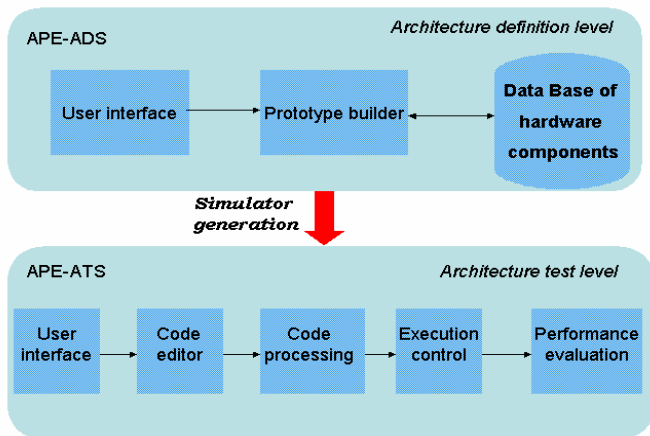 APE-ADS
Architecture definition level
User interface
Prototype builder
Data Base of
hardware
components
Simulator
generation
APE-ATS
Architecture test level
User
interface
Code
editor
Code
processing
Execution
control
Performance
evaluation